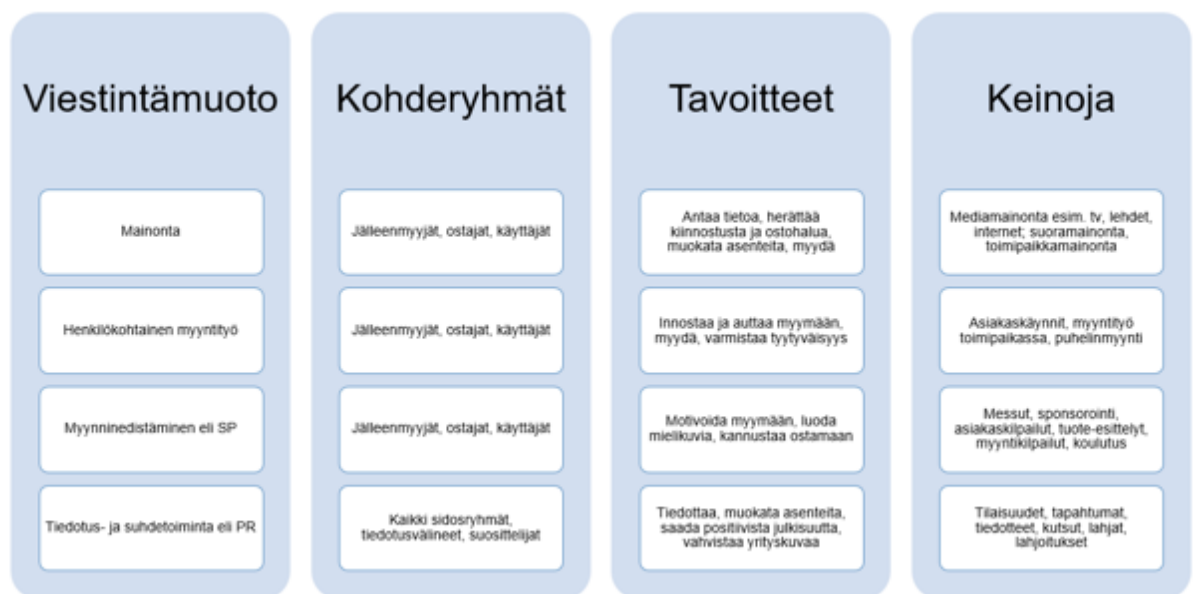 Viestintämuoto
Kohderyhmät
Tavoitteet
Keinoja
Mainonta
Jälleenmyyjät, ostajat, käyttäjät
Antaa tietoa, herättää
kiinnostusta ja ostohalua,
muokata asenteita, myydä
Mediamainonta esim. tv, lehdet,
internet; suoramainonta,
toimipaikkamainonta
Henkilökohtainen myyntityö
Jälleenmyyjät, ostajat, käyttäjät
Innostaa ja auttaa myymään,
myydä, varmistaa tyytyväisyys
Asiakaskäynnit, myyntityö
toimipaikassa, puhelinmyynti
Myynninedistäminen eli SP
Jälleenmyyjät, ostajat, käyttäjät
Motivoida myymään, luoda
mielikuvia, kannustaa ostamaan
Messut, sponsorointi,
asiakaskilpailut, tuote-esittelyt,
myyntikilpailut, koulutus
Tiedotus- ja suhdetoiminta eli PR
Kaikki sidosryhmät,
tiedotusvälineet, suosittelijat
Tiedottaa, muokata asenteita,
saada positiivista julkisuutta,
vahvistaa yrityskuvaa
Tilaisuudet, tapahtumat,
tiedotteet, kutsut, lahjat,
lahjoitukset